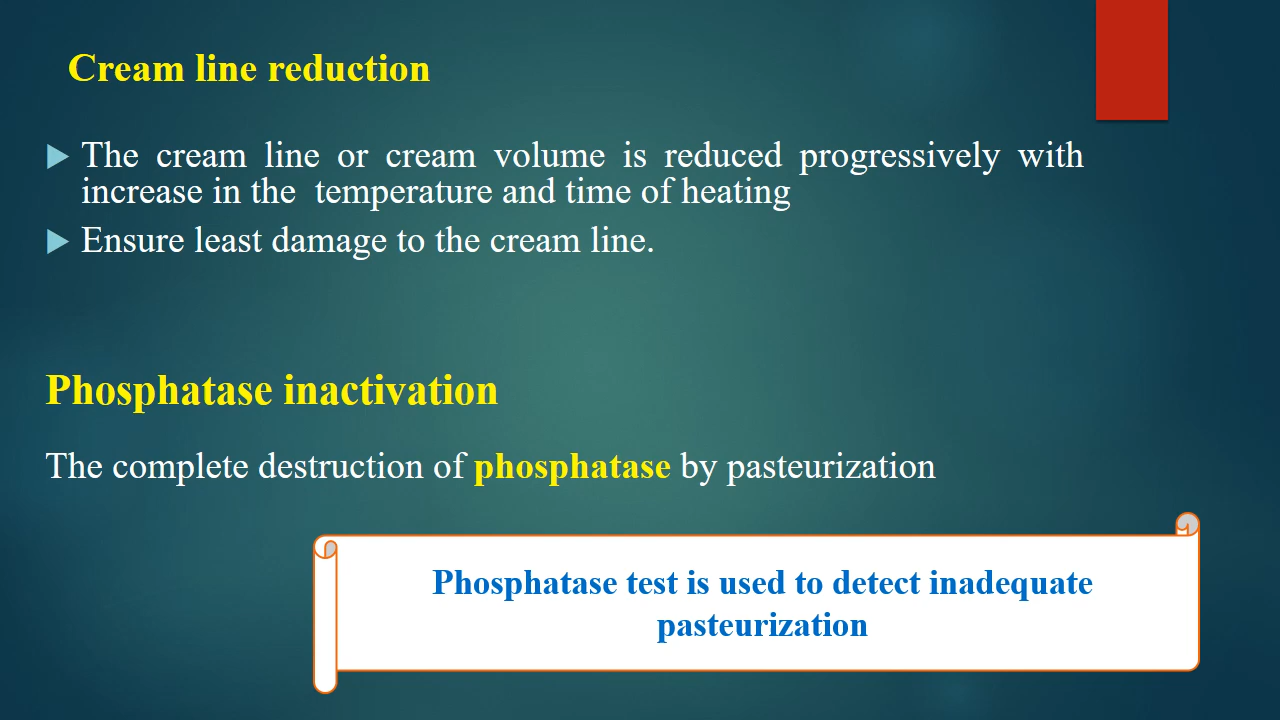 Cream line reduction
The cream line or cream volume is reduced progressively with
increase in the  temperature and time of heating
Ensure least damage to the cream line.
Phosphatase inactivation
The complete destruction of phosphatase by pasteurization
Phosphatase test is used to detect inadequate
pasteurization